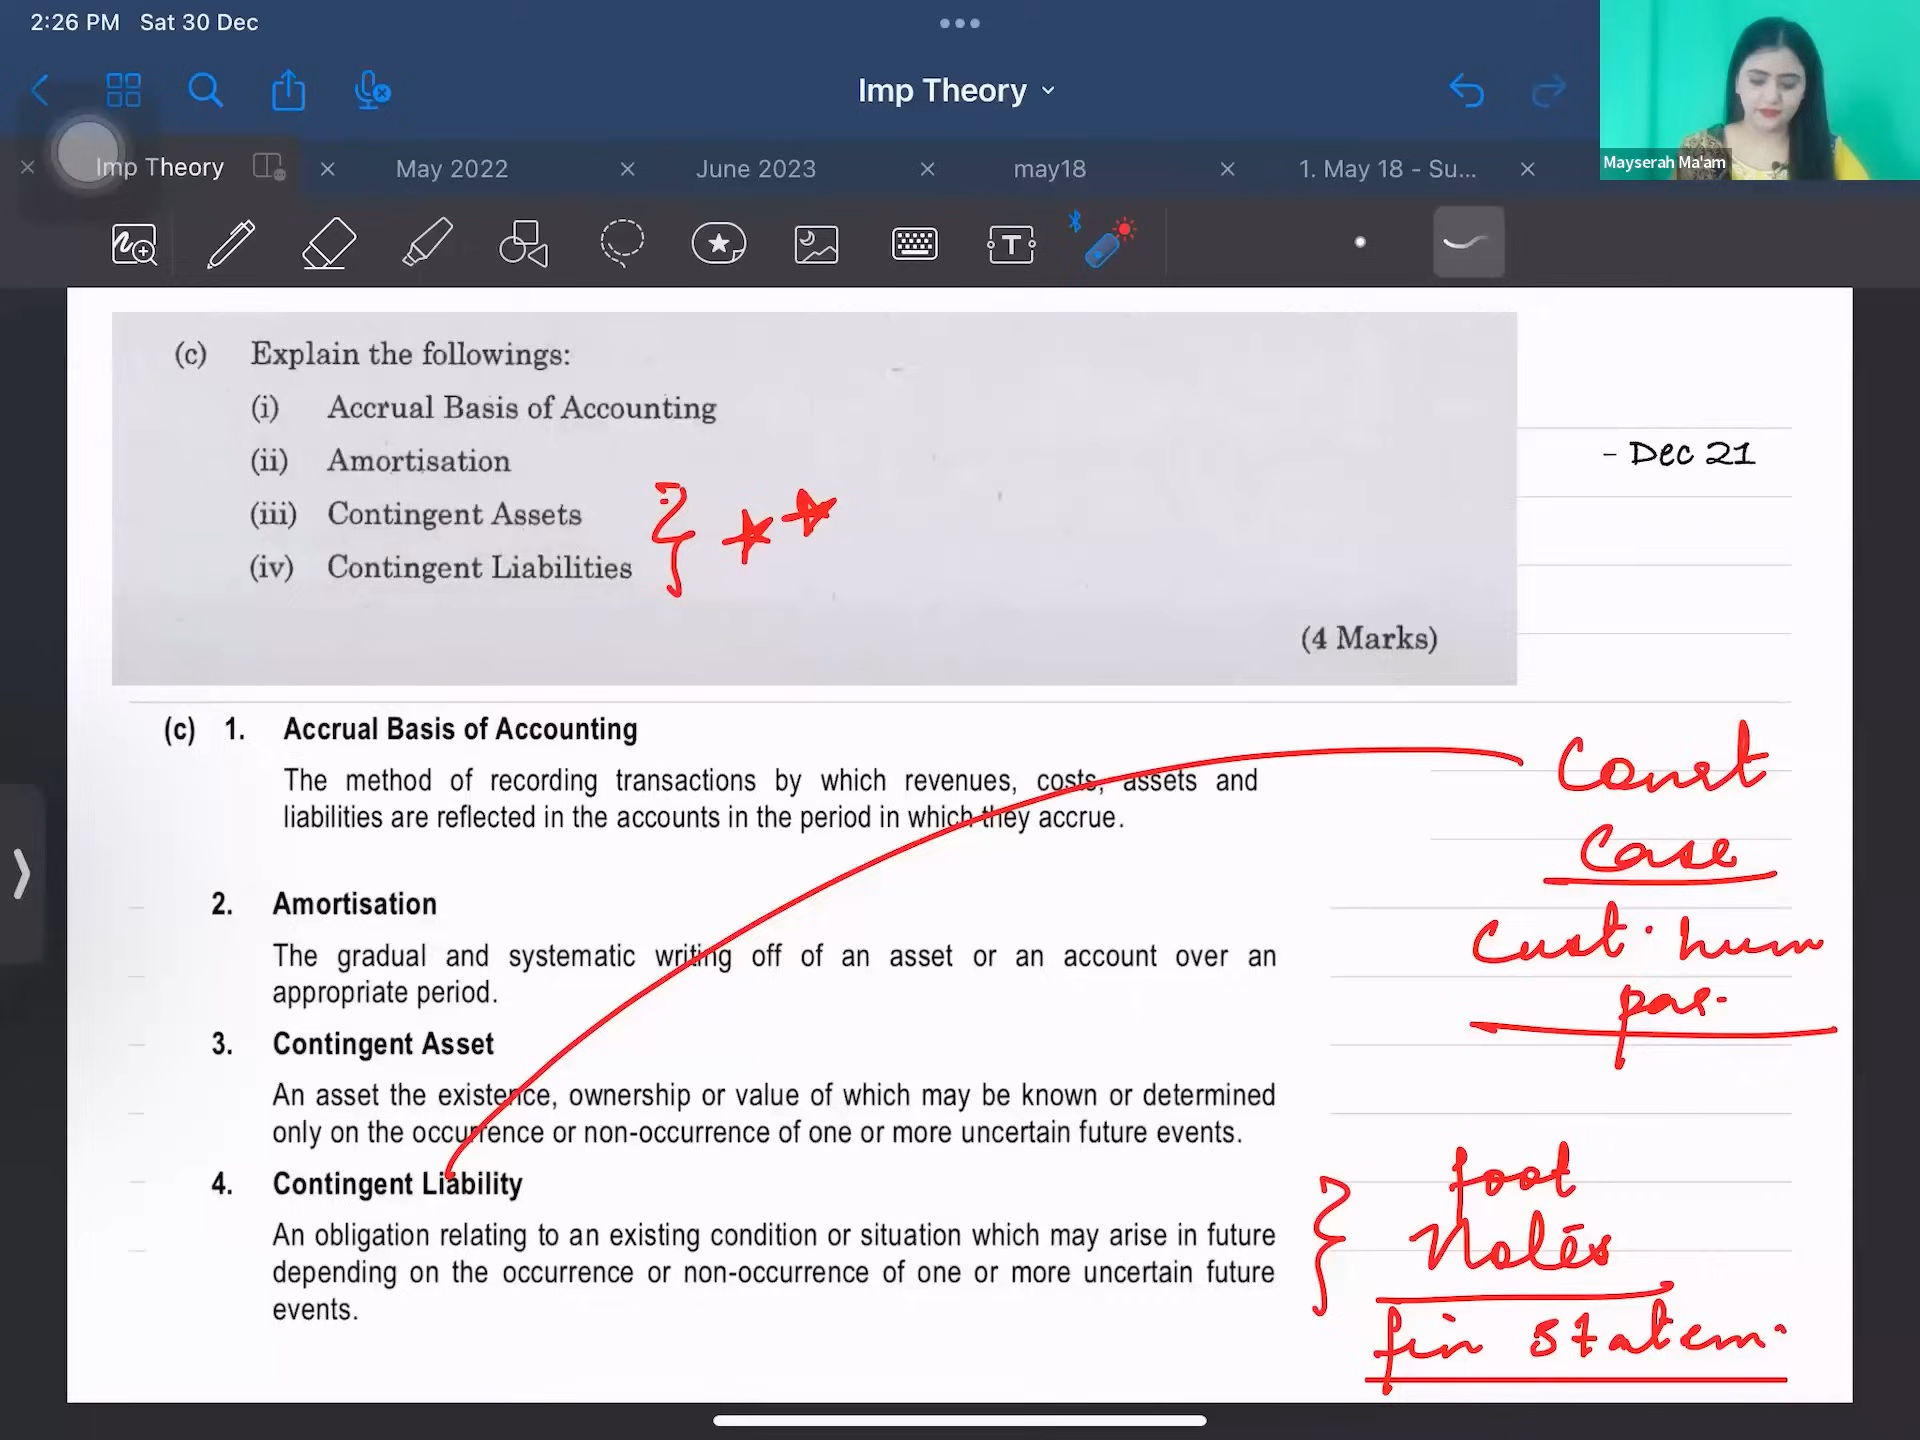 2:26 PM Sat 30 Dec
Imp Theory
Mayserah Ma'am
Imp Theory
May 2022
June 2023
may18
1. May 18 - Su...
(c) Explain the followings:
(i) Accrual Basis of Accounting
(ii) Amortisation
(iii) Contingent Assets
(iv) Contingent Liabilities
(4 Marks)
- Dec 21
(c) 1. Accrual Basis of Accounting
The method of recording transactions by which revenues, costs, assets and
liabilities are reflected in the accounts in the period in which they accrue.
2. Amortisation
The gradual and systematic writing off of an asset or an account over an
appropriate period.
3. Contingent Asset
An asset the existence, ownership or value of which may be known or determined
only on the occurrence or non-occurrence of one or more uncertain future events.
4. Contingent Liability
An obligation relating to an existing condition or situation which may arise in future
depending on the occurrence or non-occurrence of one or more uncertain future
events.
Case
Cust.
foot
Notes
fin statem.